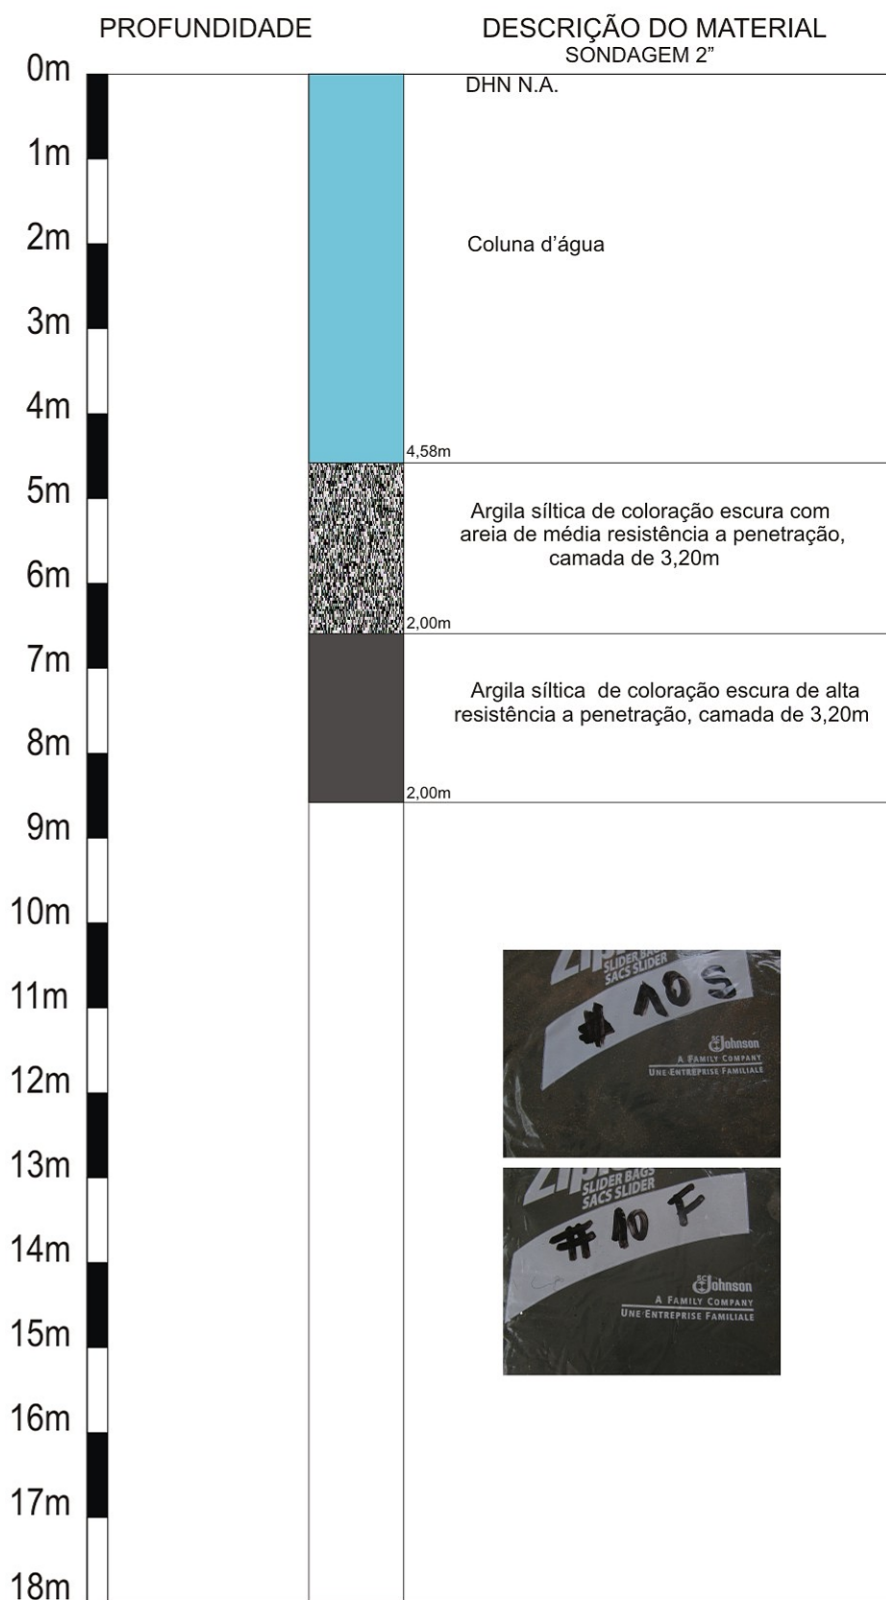 PROFUNDIDADE
DESCRIÇÃO DO MATERIAL
SONDAGEM 2”
0m
DHN N.A.
1m
2m
Coluna d’água
3m
4m
4,58m
5m
Argila síltica de coloração escura com
areia de média resistência a penetração,
camada de 3,20m
6m
2,00m
7m
Argila síltica de coloração escura de alta
resistência a penetração, camada de 3,20m
8m
2,00m
9m
10m
11m
12m
13m
14m
15m
16m
17m
18m
SLIDER BAGS
SACS SLIDER
# 10 S
SC Johnson
A FAMILY COMPANY
UNE ENTREPRISE FAMILIALE
SLIDER BAGS
SACS SLIDER
# 10 F
SC Johnson
A FAMILY COMPANY
UNE ENTREPRISE FAMILIALE